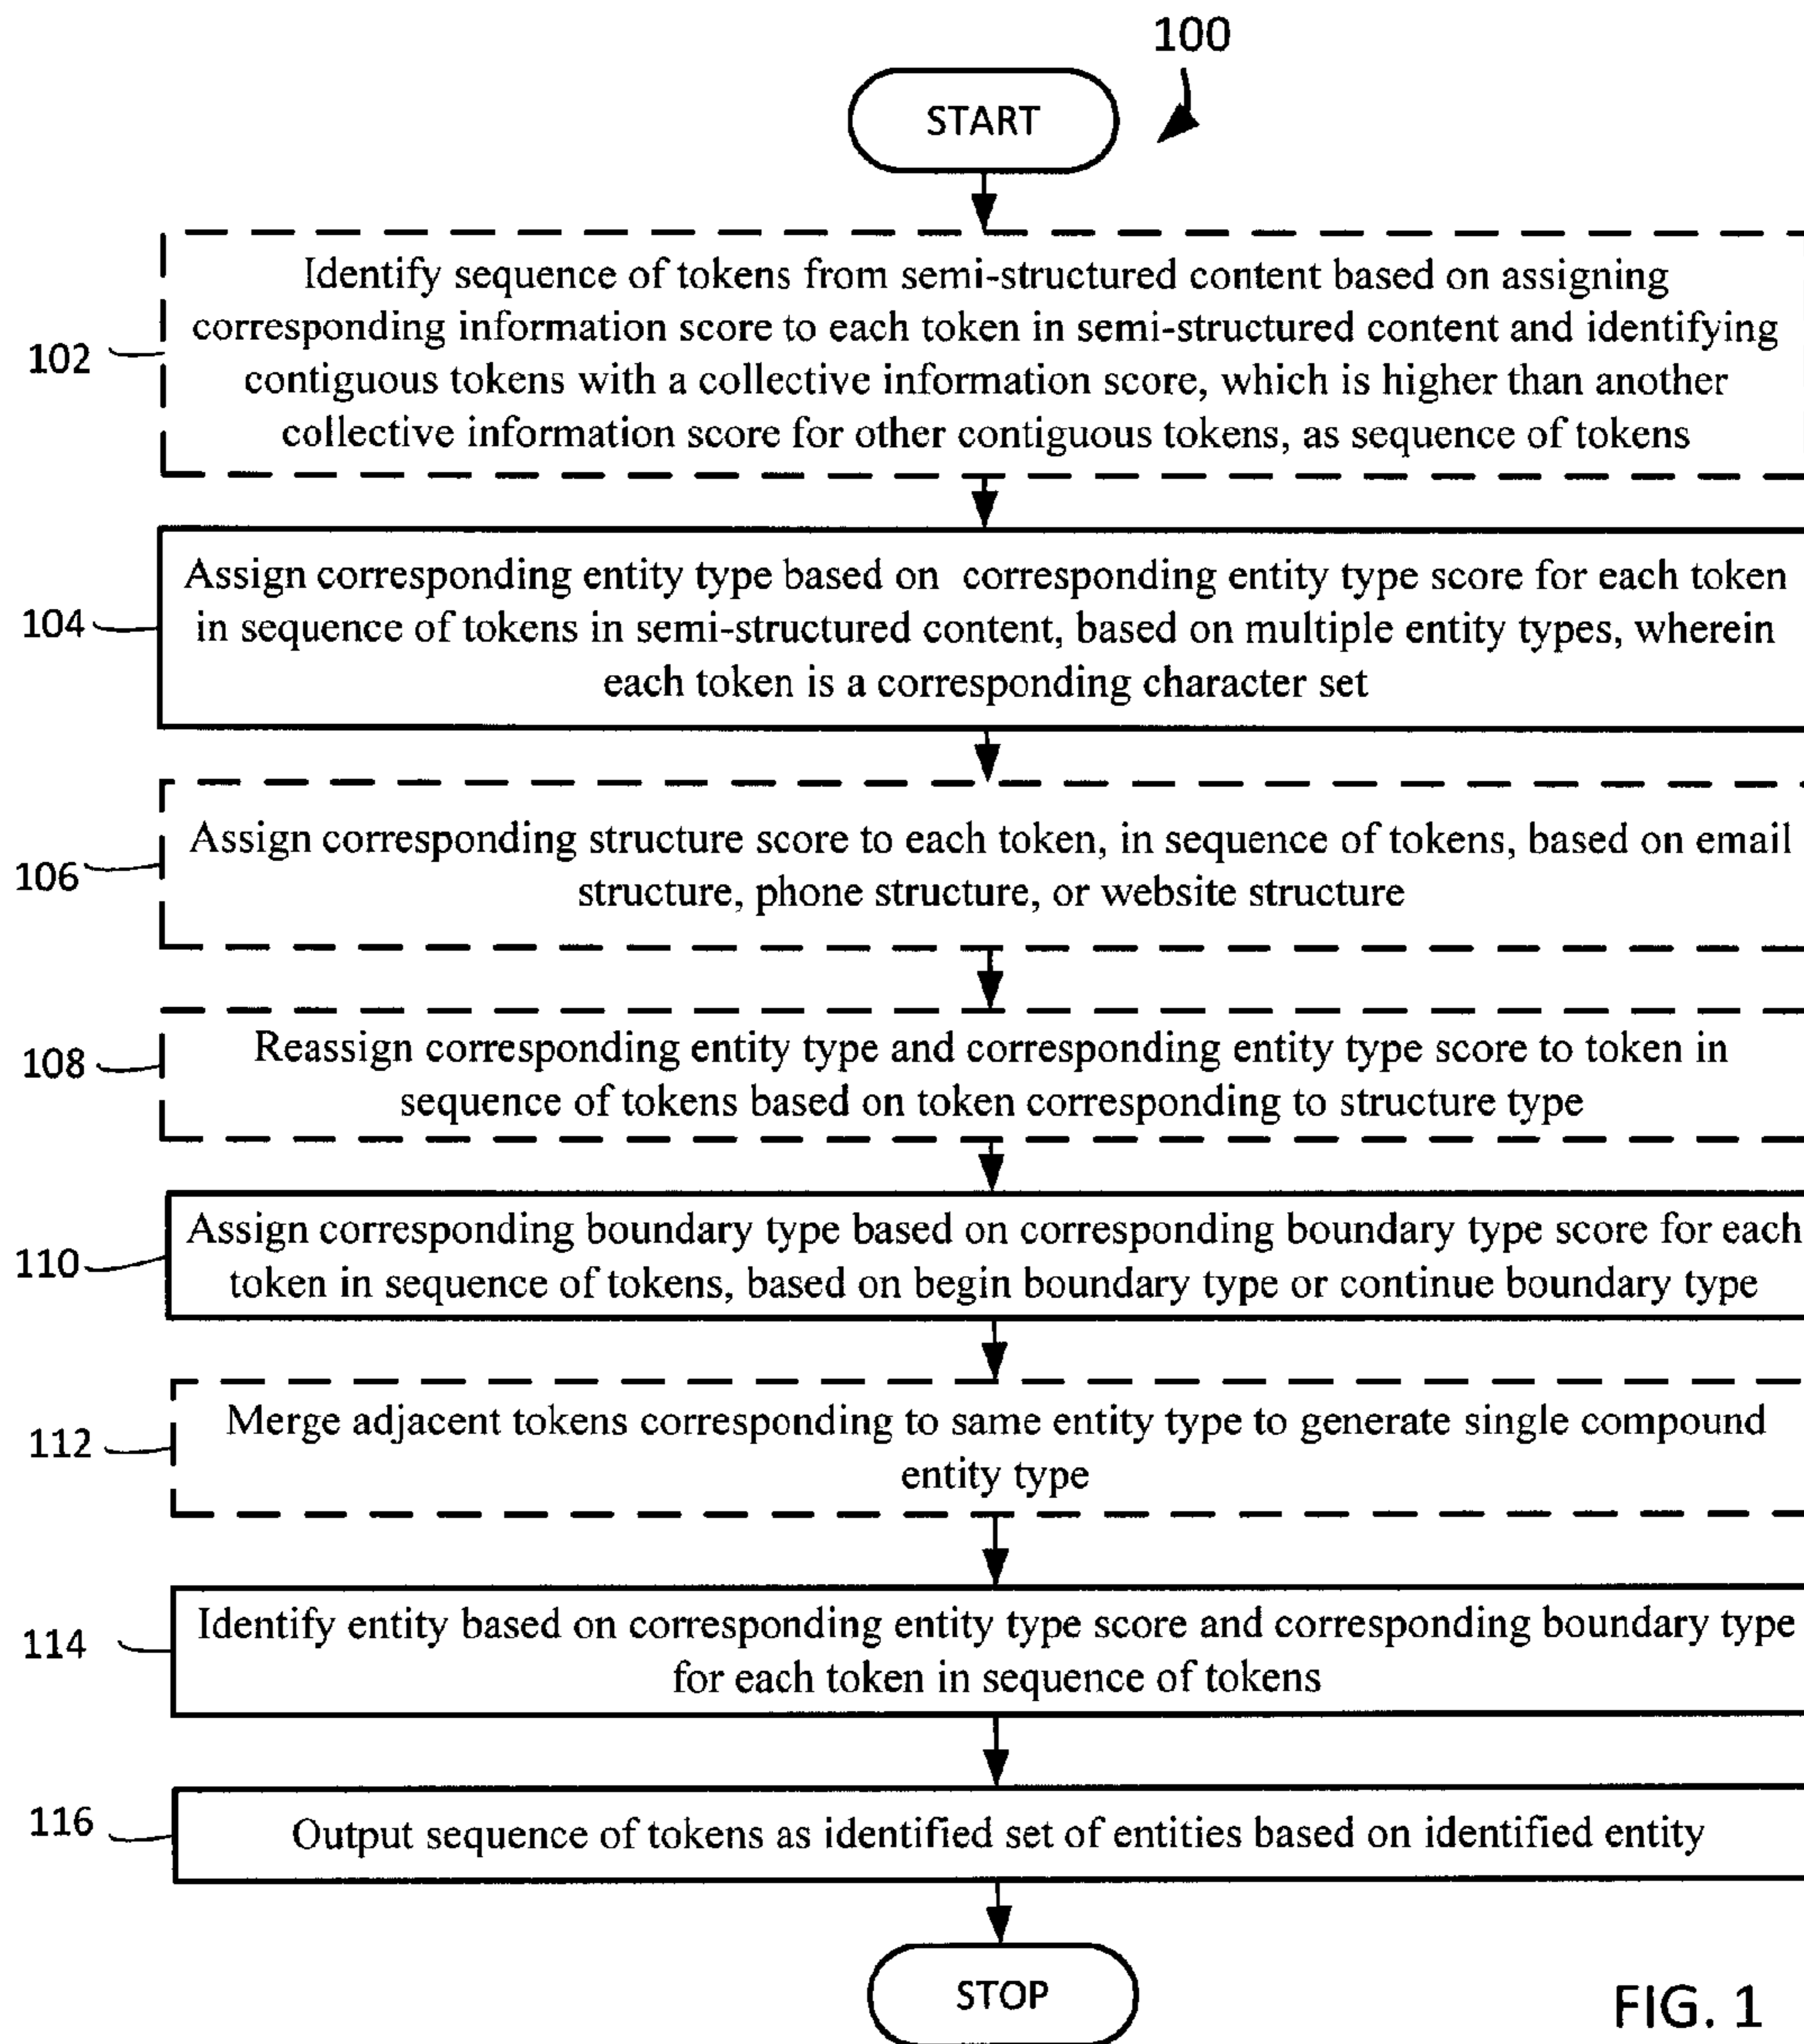 100
START
102
Identify sequence of tokens from semi-structured content based on assigning
corresponding information score to each token in semi-structured content and identifying
contiguous tokens with a collective information score, which is higher than another
collective information score for other contiguous tokens, as sequence of tokens
104
Assign corresponding entity type based on corresponding entity type score for each token
in sequence of tokens in semi-structured content, based on multiple entity types, wherein
each token is a corresponding character set
106
Assign corresponding structure score to each token, in sequence of tokens, based on email
structure, phone structure, or website structure
108
Reassign corresponding entity type and corresponding entity type score to token in
sequence of tokens based on token corresponding to structure type
110
Assign corresponding boundary type based on corresponding boundary type score for each
token in sequence of tokens, based on begin boundary type or continue boundary type
112
Merge adjacent tokens corresponding to same entity type to generate single compound
entity type
114
Identify entity based on corresponding entity type score and corresponding boundary type
for each token in sequence of tokens
116
Output sequence of tokens as identified set of entities based on identified entity
STOP
FIG. 1